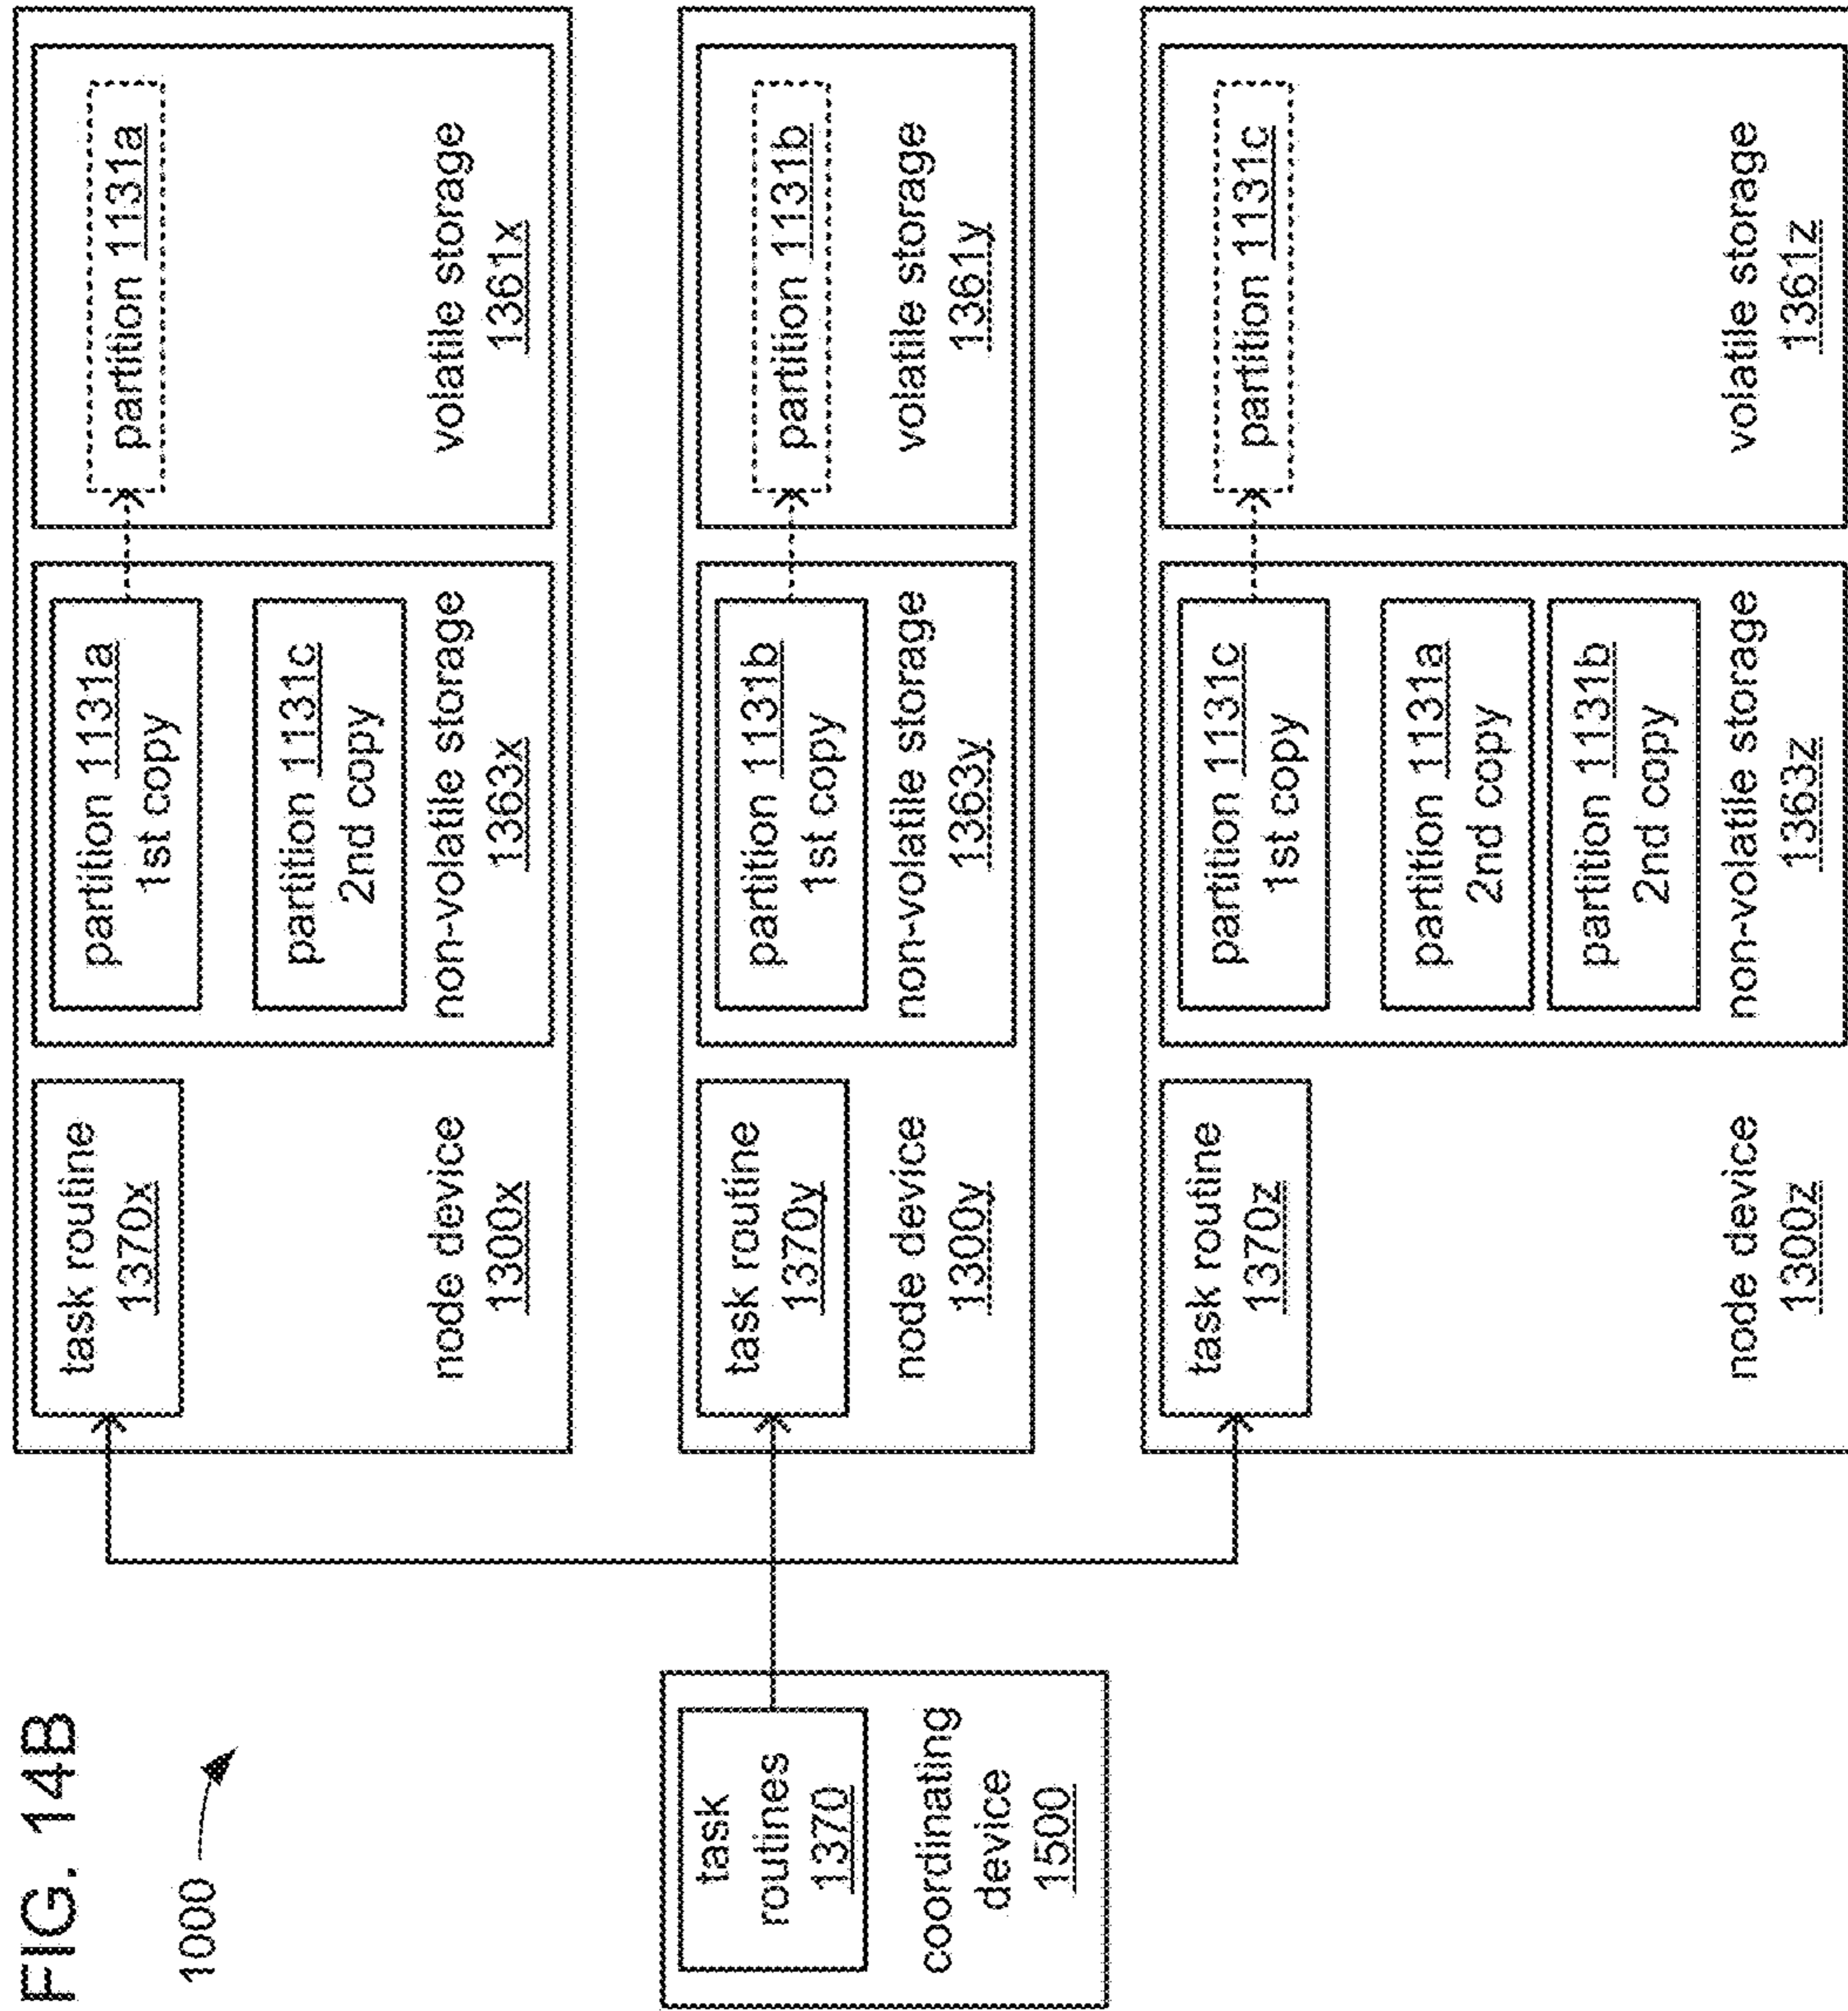 FIG. 14B
1000
task
routines
1370
coordinating
device
1500
task routine
1370x
node device
1300x
partition 1131a
1st copy
partition 1131c
2nd copy
non-volatile storage
1363x
partition 1131a
volatile storage
1361x
task routine
1370y
node device
1300y
partition 1131b
1st copy
non-volatile storage
1363y
partition 1131b
volatile storage
1361y
task routine
1370z
node device
1300z
partition 1131c
1st copy
partition 1131a
2nd copy
partition 1131b
2nd copy
non-volatile storage
1363z
partition 1131c
volatile storage
1361z